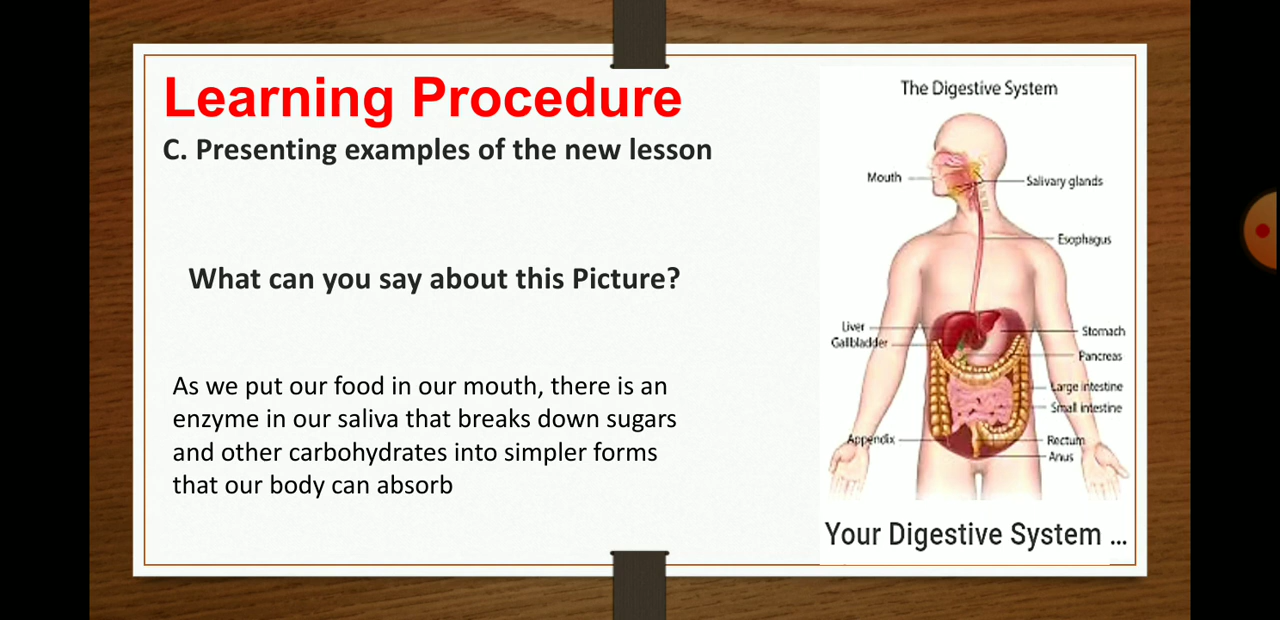 Learning Procedure
C. Presenting examples of the new lesson
What can you say about this Picture?
As we put our food in our mouth, there is an
enzyme in our saliva that breaks down sugars
and other carbohydrates into simpler forms
that our body can absorb
The Digestive System
Mouth
Salivary glands
Esophagus
Liver
Gallbladder
Stomach
Pancreas
Large intestine
Small intestine
Appendix
Rectum
Anus
Your Digestive System ...